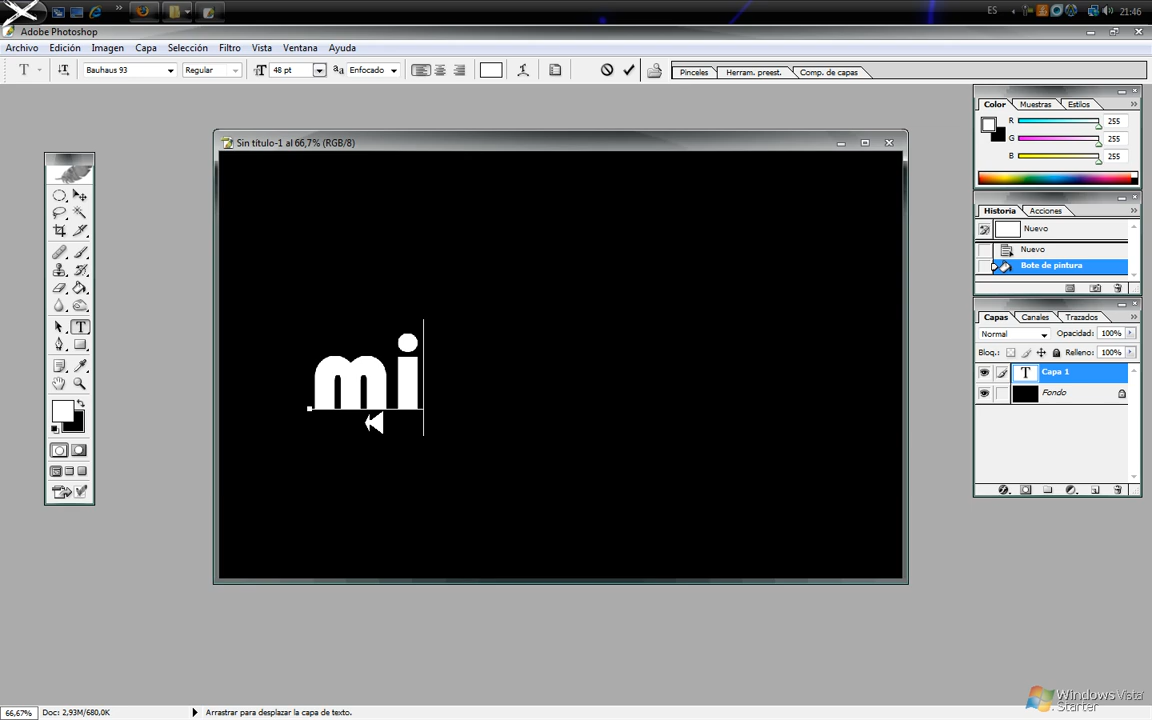 ES
21:46
Adobe Photoshop
Archivo Edición Imagen Capa Selección Filtro Vista Ventana Ayuda
T Bauhaus 93 Regular T 48 pt aa Enfocado Pinceles Herram. preest. Comp. de capas
Color Muestras Estilos
R 255
G 255
B 255
Sin título-1 al 66,7% (RGB/8)
Historia Acciones
Nuevo
Nuevo
Bote de pintura
Capas Canales Trazados
Normal Opacidad: 100%
Bloq.: Relleno: 100%
T Capa 1
Fondo
T
mi
66,67% Doc: 2,93M/680,0K Arrastrar para desplazar la capa de texto.
Windows Vista
Starter